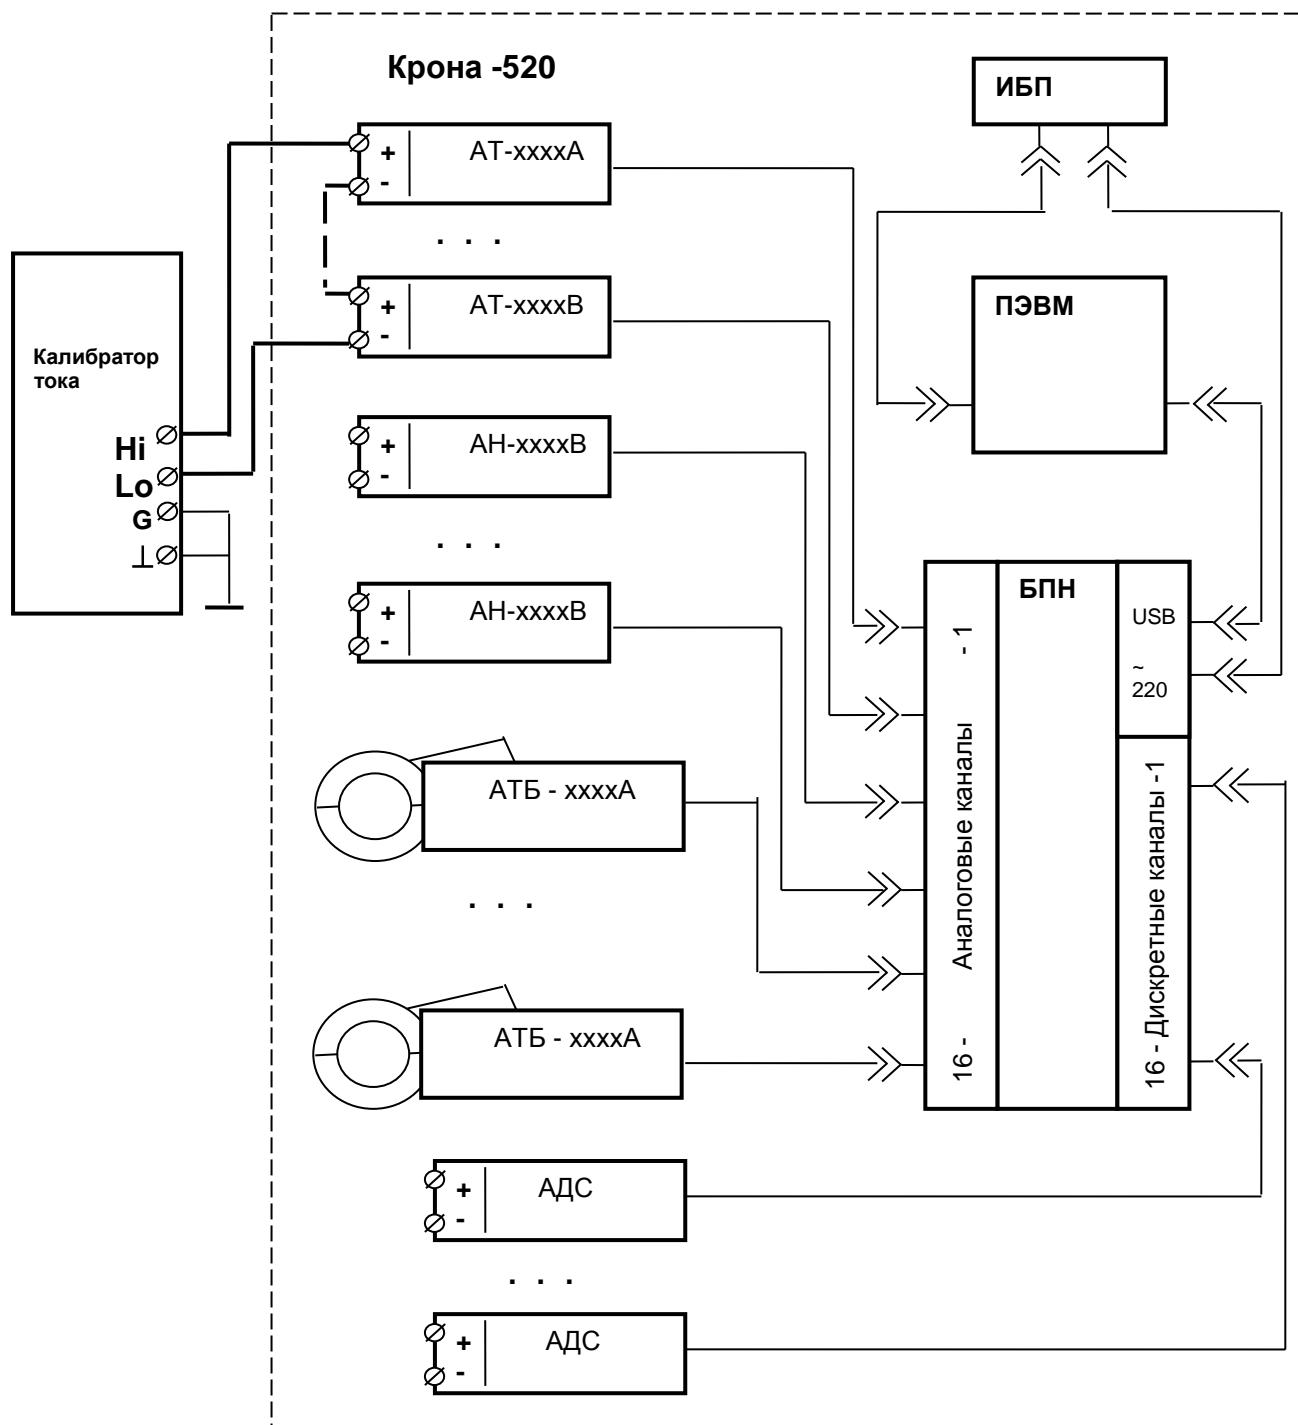 Крона -520
ИБП
+
АТ-xxxxА
-
. . .
+
АТ-xxxxВ
-
ПЭВМ
Калибратор
тока
Hi
Lo
G
⊥
+
АН-xxxxВ
-
. . .
+
АН-xxxxВ
-
БПН
USB
~
220
16 - Аналоговые каналы - 1
16 - Дискретные каналы -1
АТБ - xxxxА
. . .
АТБ - xxxxА
+
АДС
-
. . .
+
АДС
-